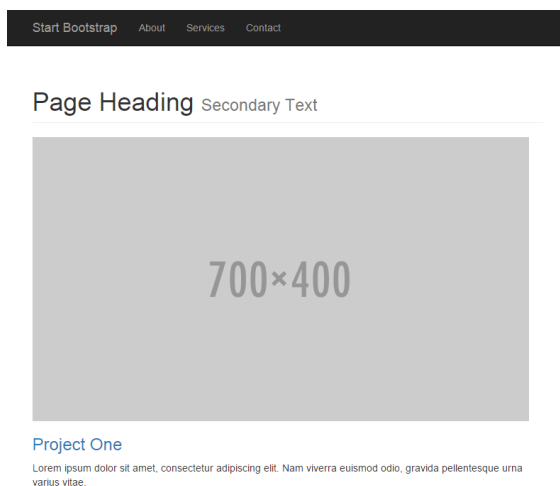 Start Bootstrap About Services Contact
Page Heading Secondary Text
700×400
Project One
Lorem ipsum dolor sit amet, consectetur adipiscing elit. Nam viverra euismod odio, gravida pellentesque urna
varius vitae.